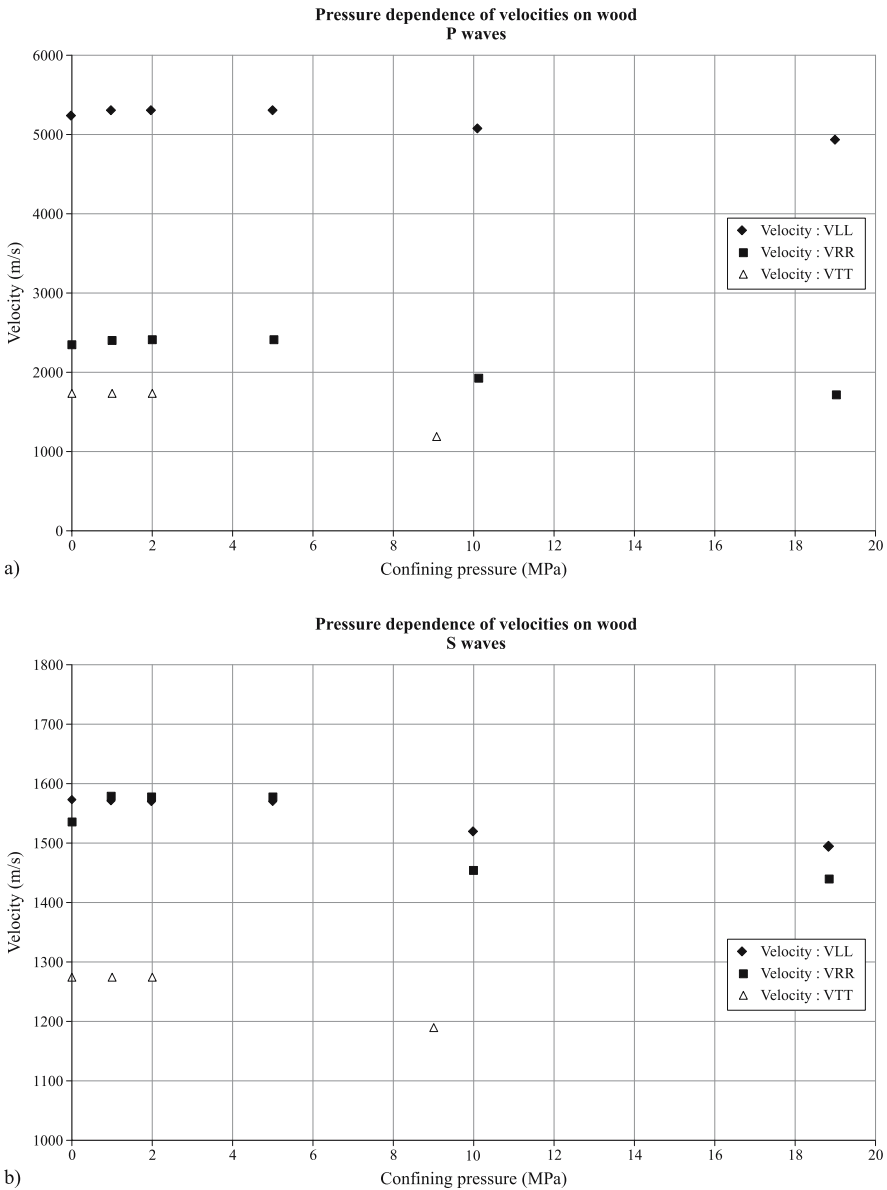 Pressure dependence of velocities on wood
P waves
6000
5000
4000
3000
2000
1000
0
Velocity (m/s)
Velocity : VLL
Velocity : VRR
Velocity : VTT
0 2 4 6 8 10 12 14 16 18 20
a)
Confining pressure (MPa)
Pressure dependence of velocities on wood
S waves
1800
1700
1600
1500
1400
1300
1200
1100
1000
Velocity (m/s)
Velocity : VLL
Velocity : VRR
Velocity : VTT
0 2 4 6 8 10 12 14 16 18 20
b)
Confining pressure (MPa)